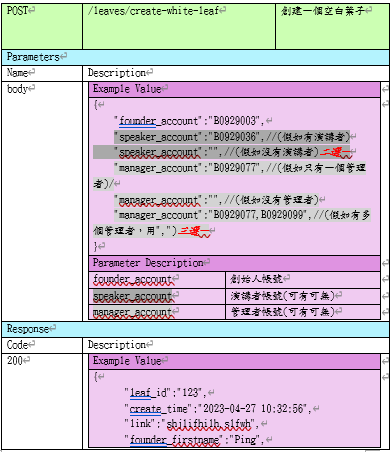 POST /leaves/create-white-leaf 創建一個空白葉子
Parameters
Name Description
body Example Value
{
"founder_account":"B0929003",
"speaker_account":"B0929036",//(假如有演講者)
"speaker_account":"",//(假如沒有演講者)二選一
"manager_account":"B0929077",//(假如只有一個管理
者)/
"manager_account":"",//(假如沒有管理者)
"manager_account":"B0929077,B0929099",//(假如有多
個管理者，用",")三選一
}
Parameter Description
founder_account 創始人帳號
speaker_account 演講者帳號(可有可無)
manager_account 管理者帳號(可有可無)
Response
Code Description
200 Example Value
{
"leaf_id":"123",
"create_time":"2023-04-27 10:32:56",
"link":"shilifhilh,slfwh",
"founder_firstname":"Ping",